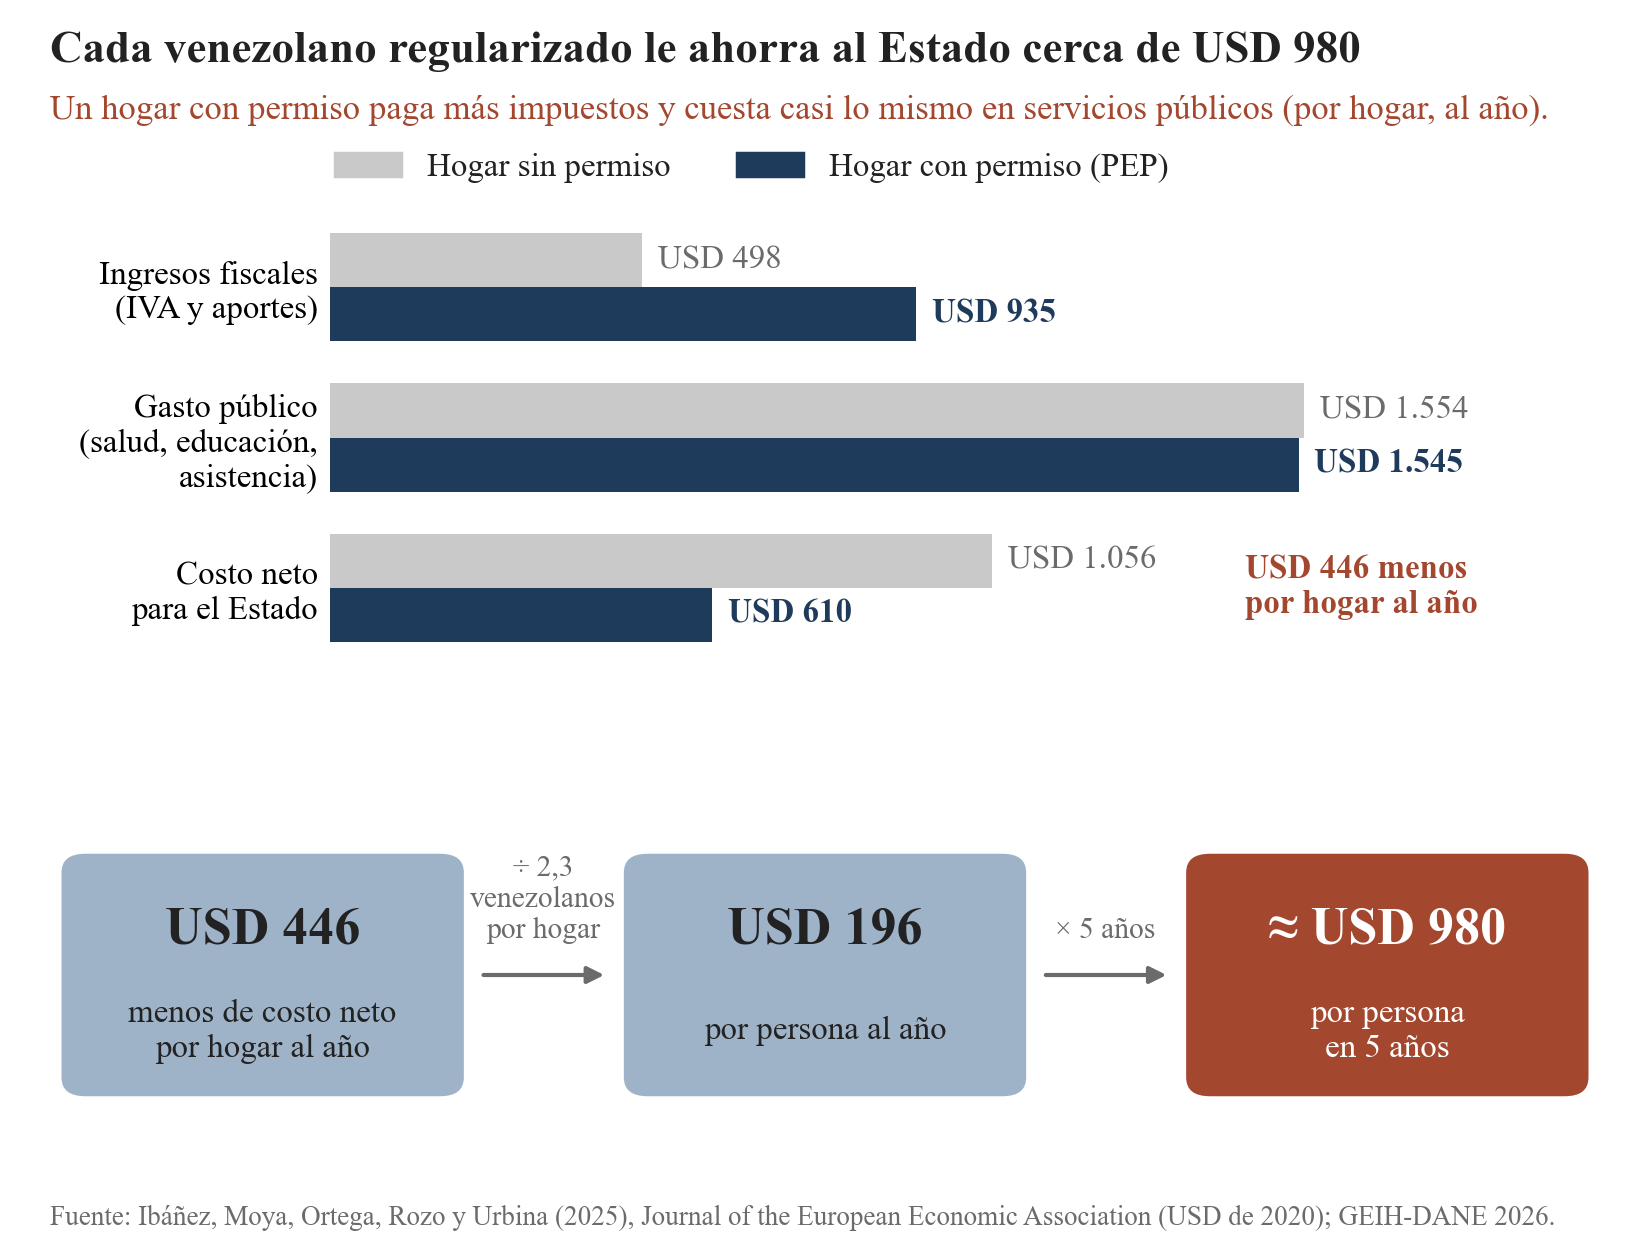 Cada venezolano regularizado le ahorra al Estado cerca de USD 980
Un hogar con permiso paga más impuestos y cuesta casi lo mismo en servicios públicos (por hogar, al año).
Hogar sin permiso
Hogar con permiso (PEP)
Ingresos fiscales
(IVA y aportes)
USD 498
USD 935
Gasto público
(salud, educación,
asistencia)
USD 1.554
USD 1.545
Costo neto
para el Estado
USD 1.056
USD 610
USD 446 menos
por hogar al año
USD 446
menos de costo neto
por hogar al año
÷ 2,3
venezolanos
por hogar
USD 196
por persona al año
× 5 años
≈ USD 980
por persona
en 5 años
Fuente: Ibáñez, Moya, Ortega, Rozo y Urbina (2025), Journal of the European Economic Association (USD de 2020); GEIH-DANE 2026.